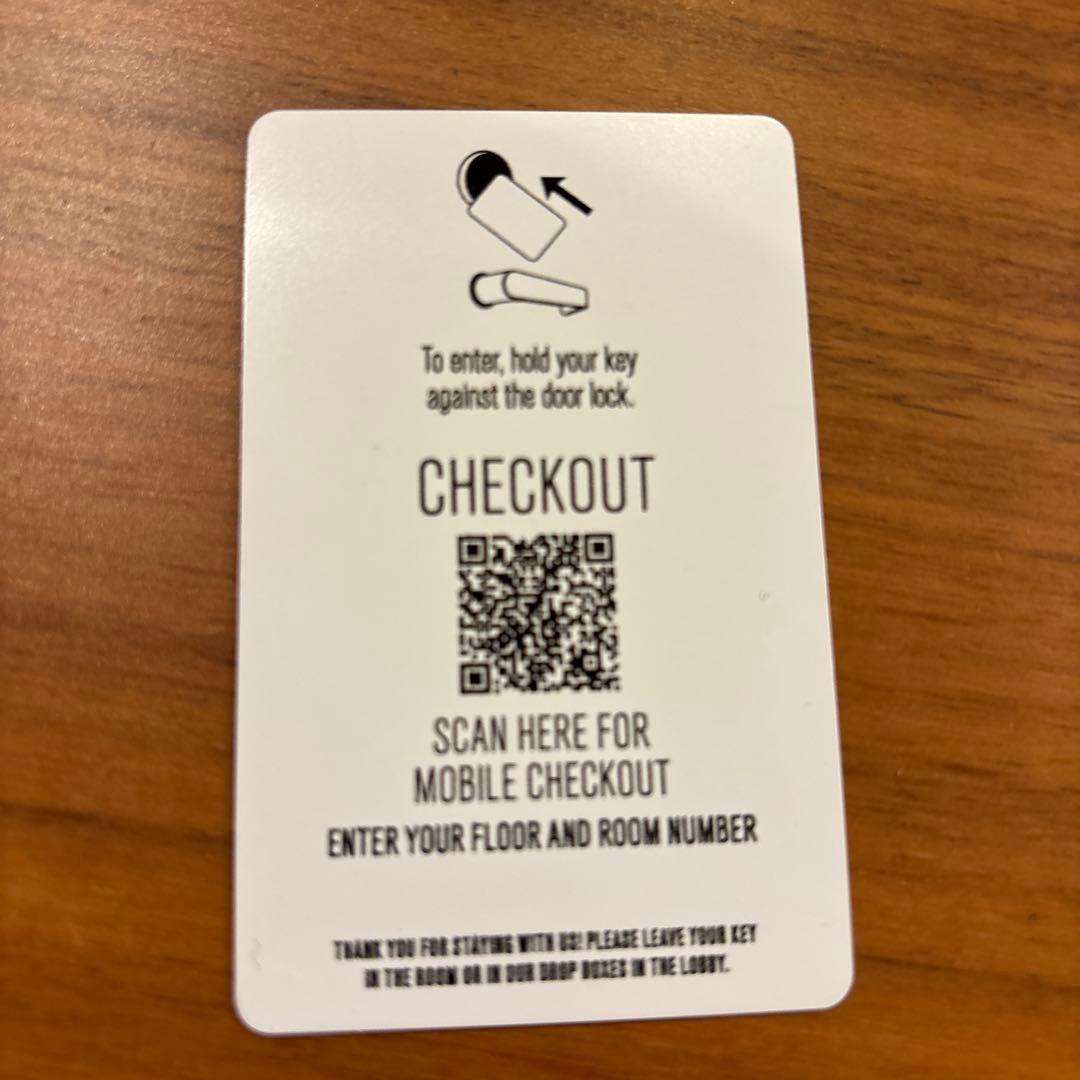 To enter, hold your key
against the door lock.
CHECKOUT
SCAN HERE FOR
MOBILE CHECKOUT
ENTER YOUR FLOOR AND ROOM NUMBER
THANK YOU FOR STAYING WITH US! PLEASE LEAVE YOUR KEY
IN THE ROOM OR IN OUR DROP BOXES IN THE LOBBY.